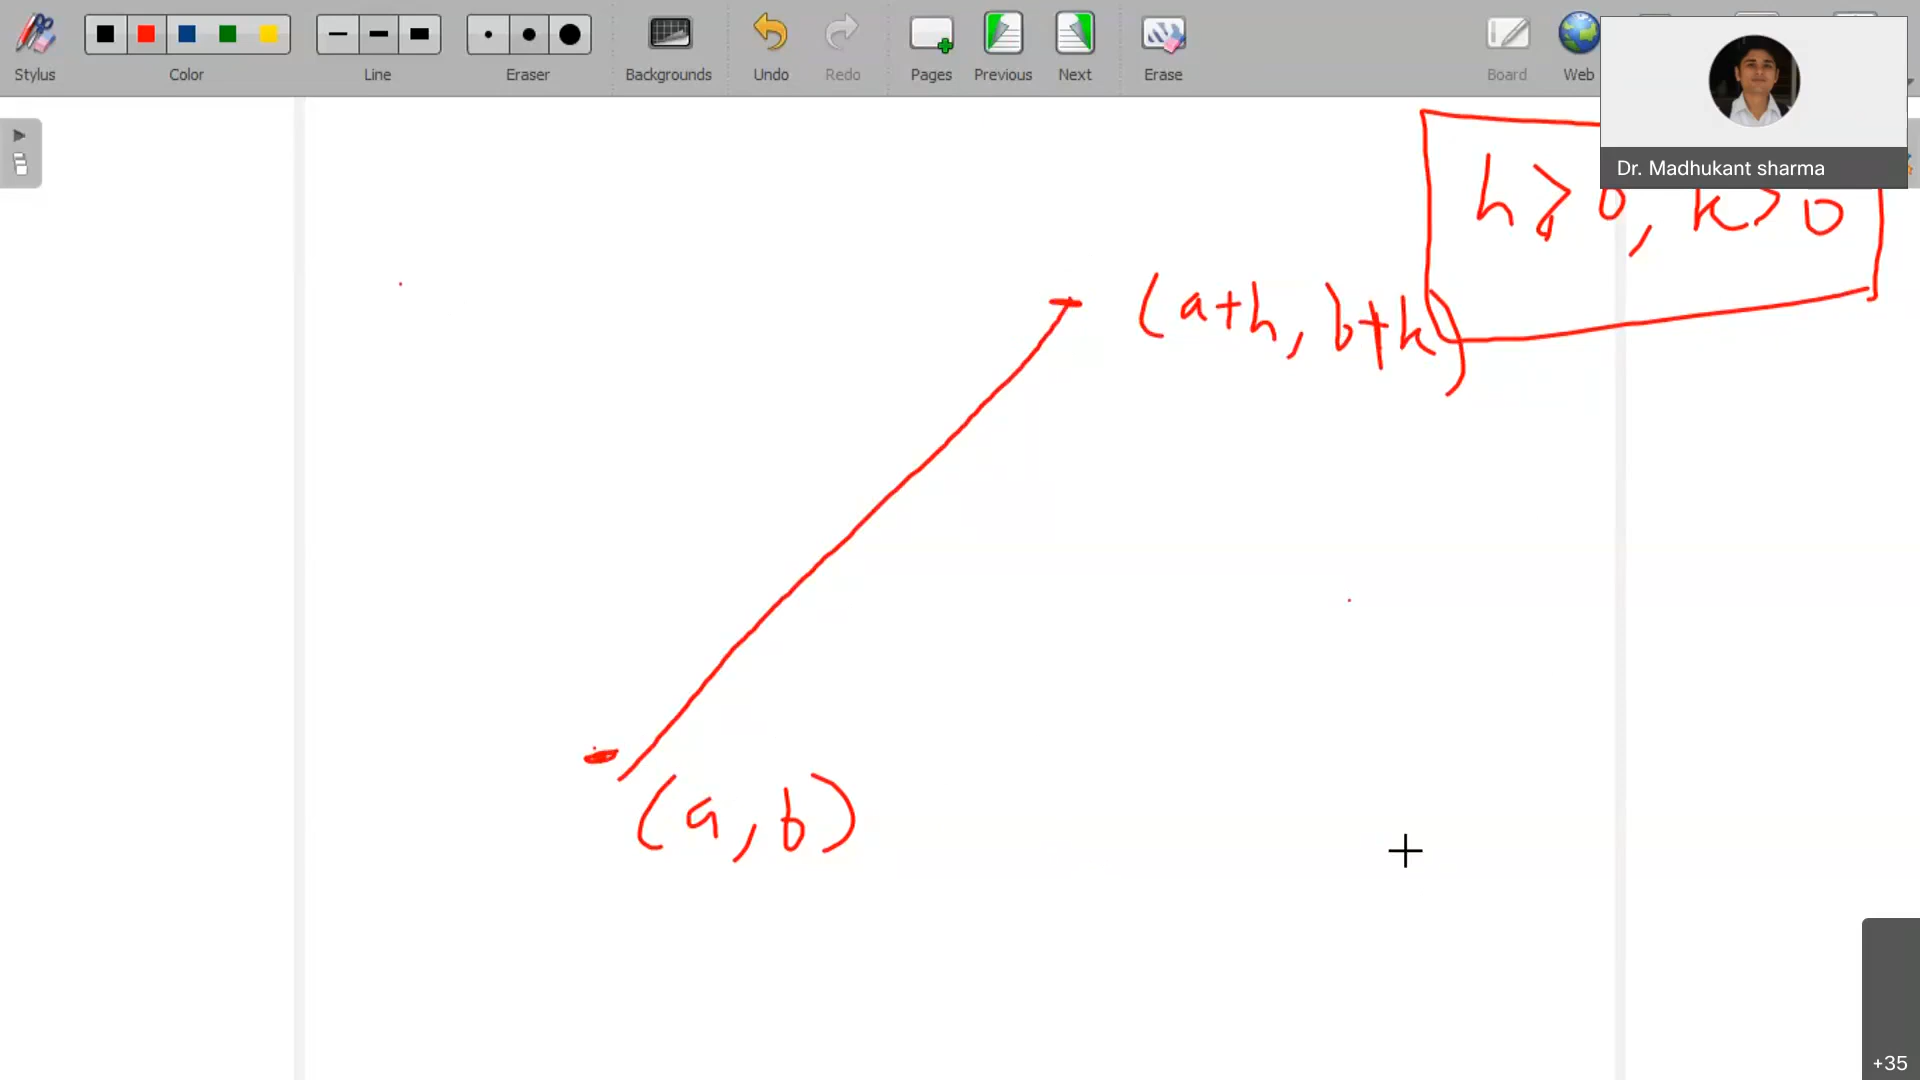 Stylus Color Line Eraser Backgrounds Undo Redo Pages Previous Next Erase Board Web
Dr. Madhukant sharma
h ≥ 0, k > 0
(a+h, b+k)
(a, b)
+35